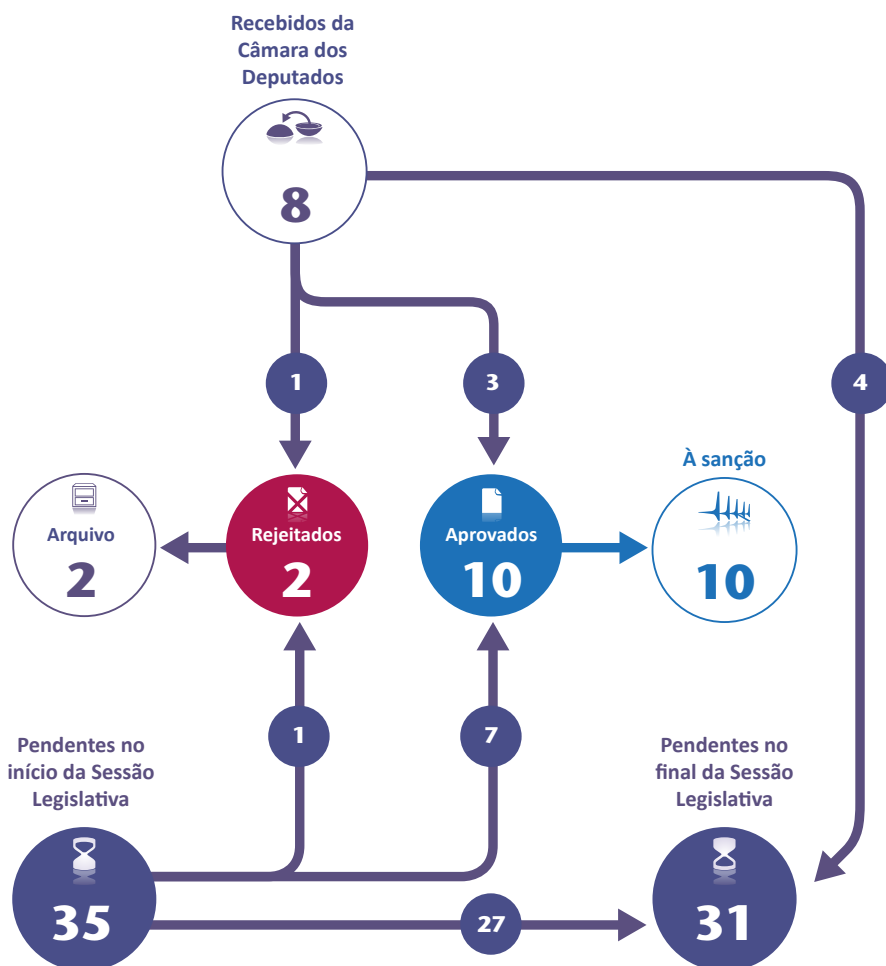 Recebidos da
Câmara dos
Deputados
8
1
3
4
À sanção
Arquivo
2
Rejeitados
2
Aprovados
10
10
1
7
Pendentes no
início da Sessão
Legislativa
35
27
Pendentes no
final da Sessão
Legislativa
31